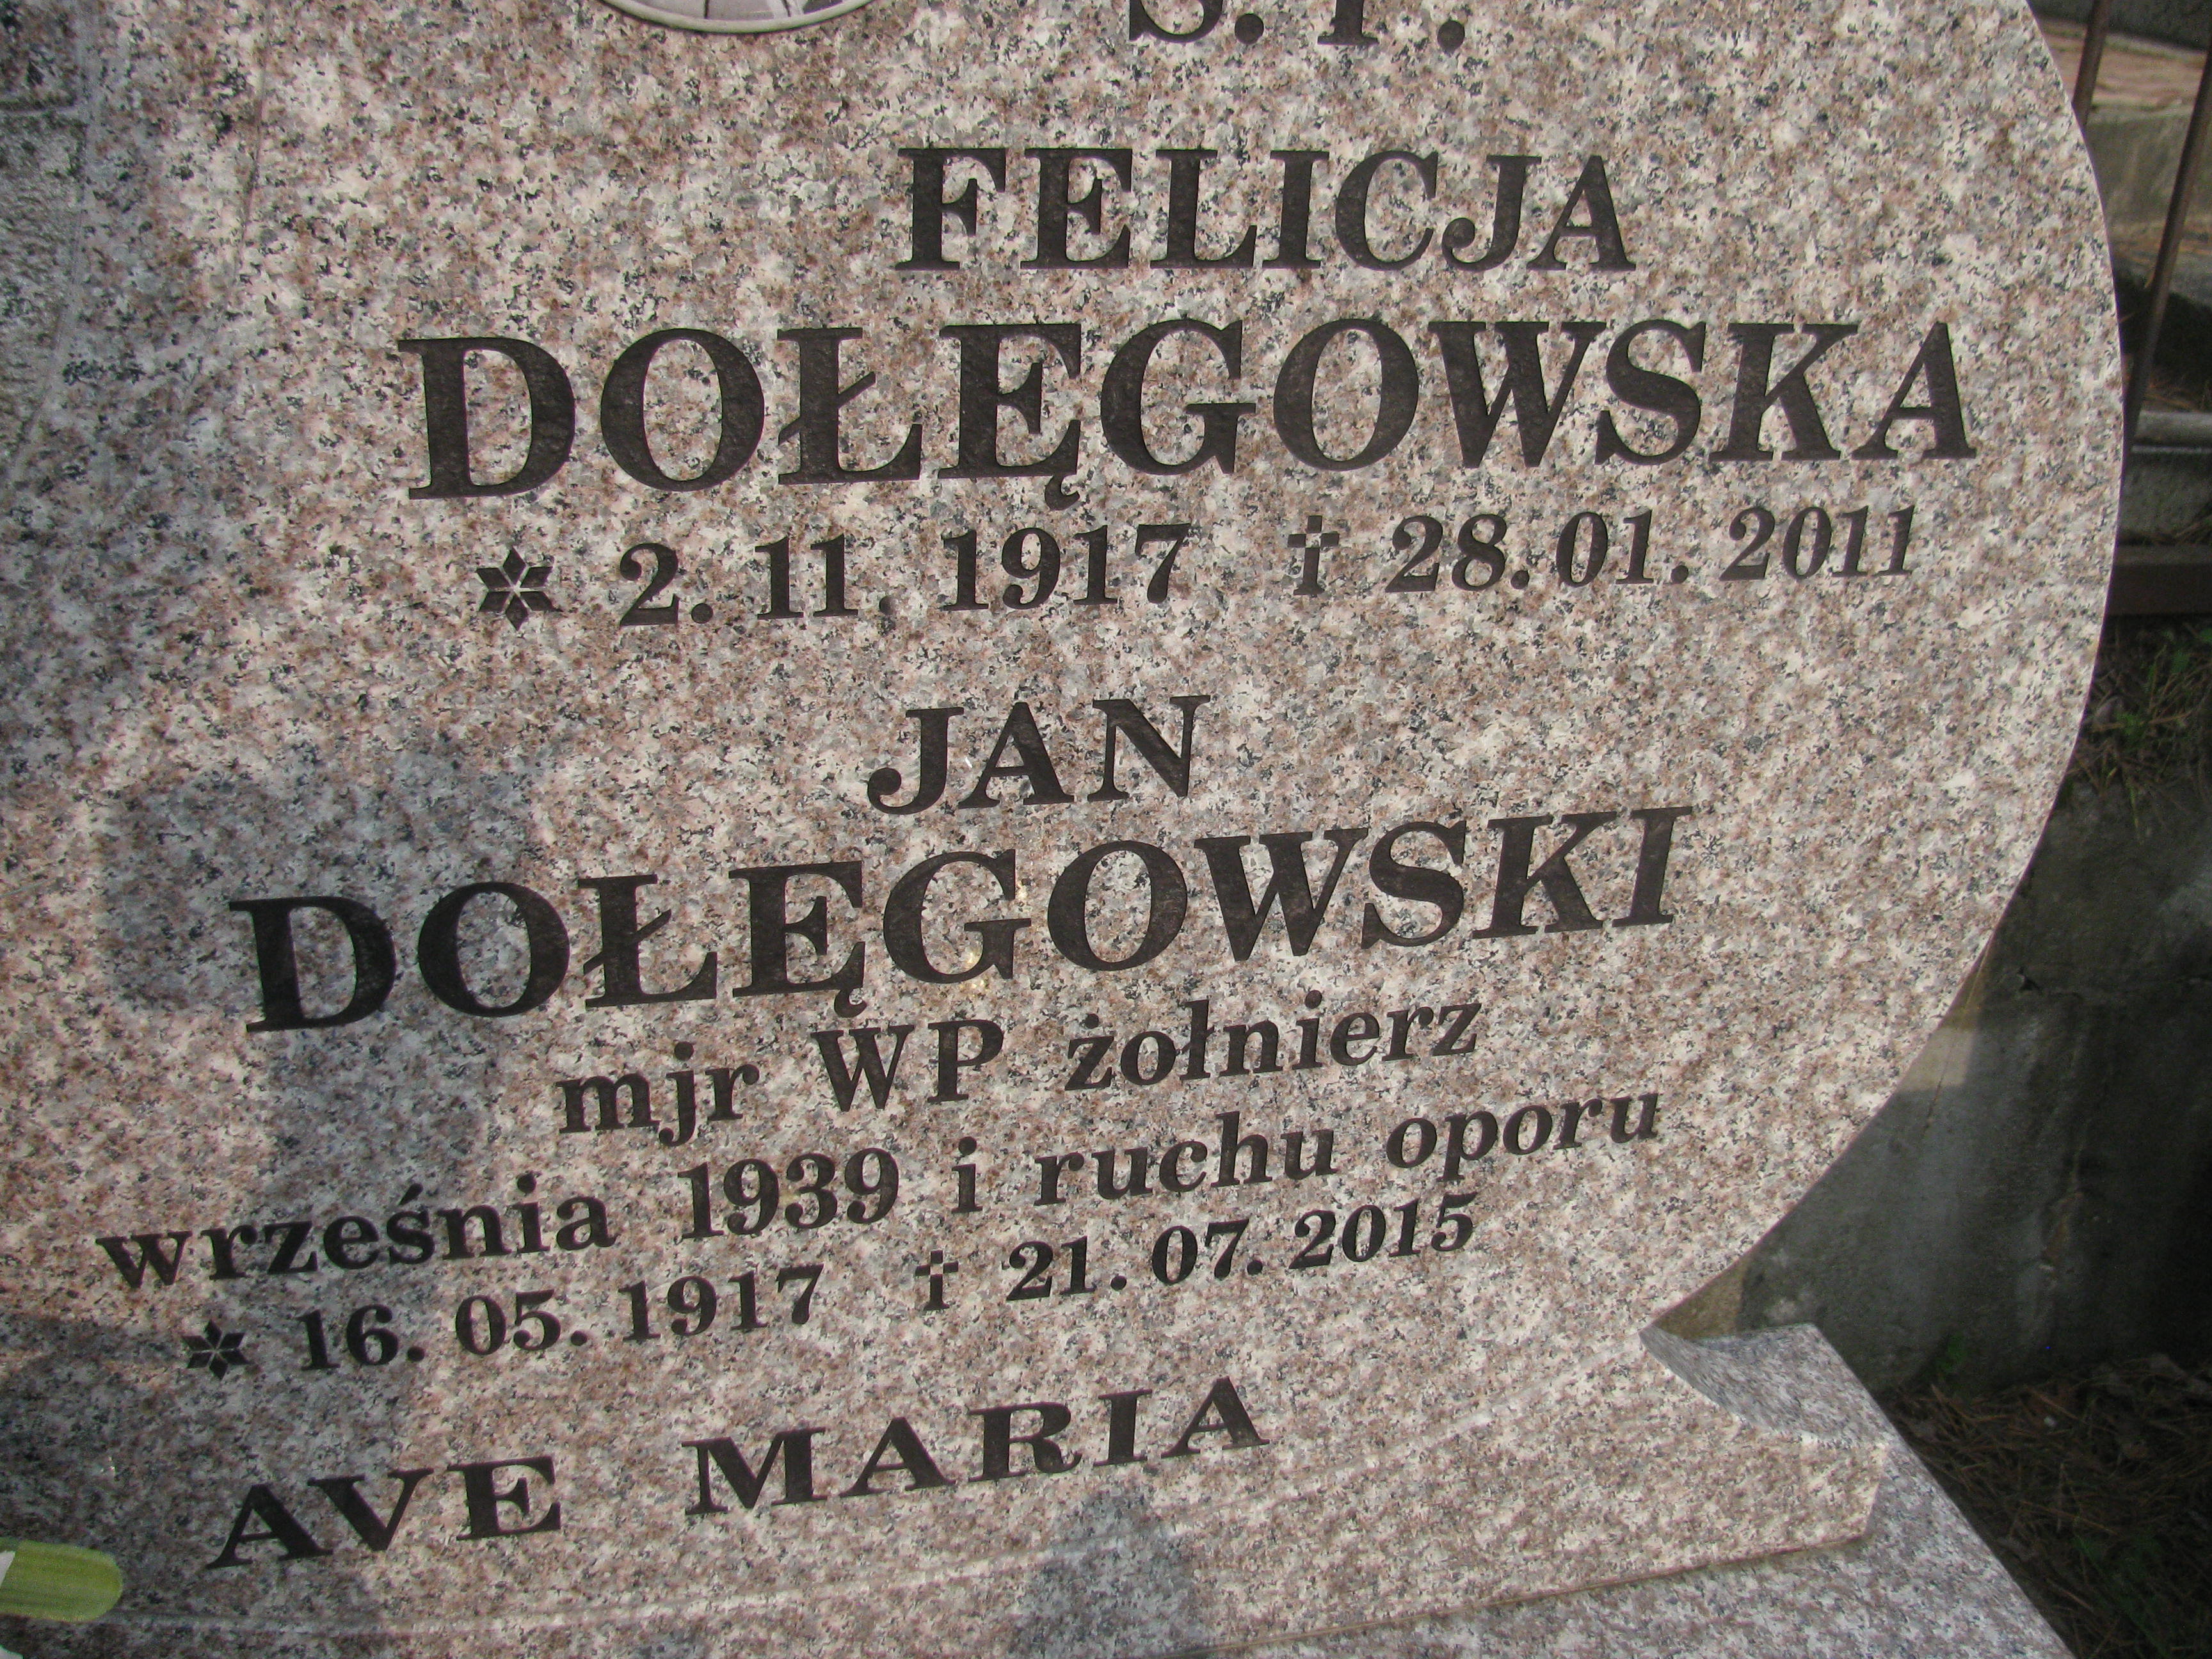 Ś. P.
FELICJA
DOŁĘGOWSKA
* 2. 11. 1917 † 28. 01. 2011
JAN
DOŁĘGOWSKI
mjr WP żołnierz
września 1939 i ruchu oporu
* 16. 05. 1917 † 21. 07. 2015
AVE MARIA